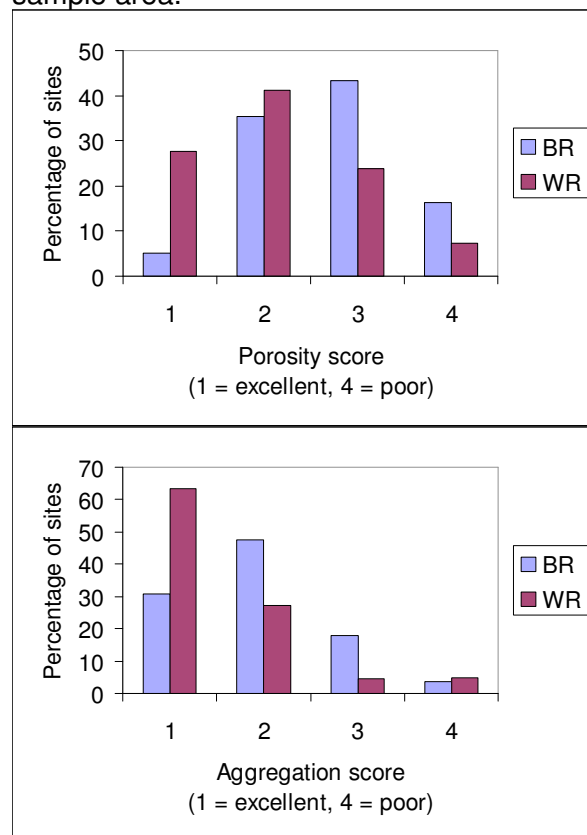 sample area.
50
40
30
20
10
0
Percentage of sites
1 2 3 4
Porosity score
(1 = excellent, 4 = poor)
BR
WR
70
60
50
40
30
20
10
0
Percentage of sites
1 2 3 4
Aggregation score
(1 = excellent, 4 = poor)
BR
WR